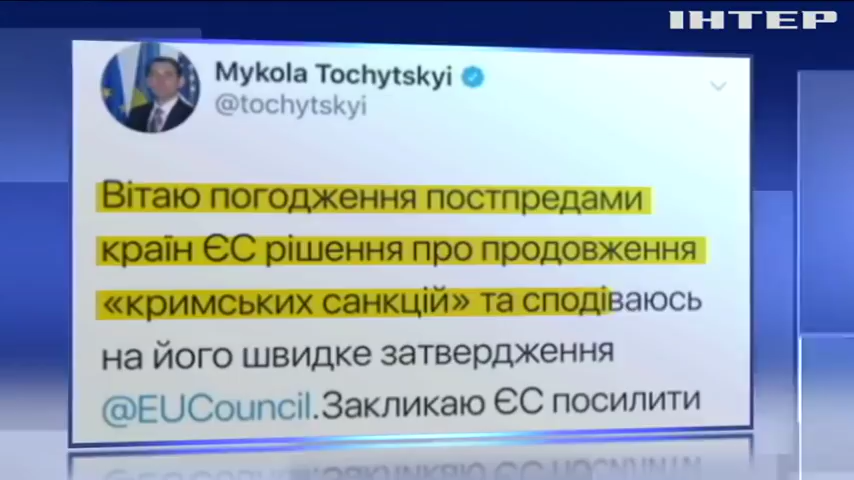 ІНТЕР
Mykola Tochytskyi
@tochytskyi
Вітаю погодження постпредами
країн ЄС рішення про продовження
«кримських санкцій» та сподіваюсь
на його швидке затвердження
@EUCouncil.Закликаю ЄС посилити